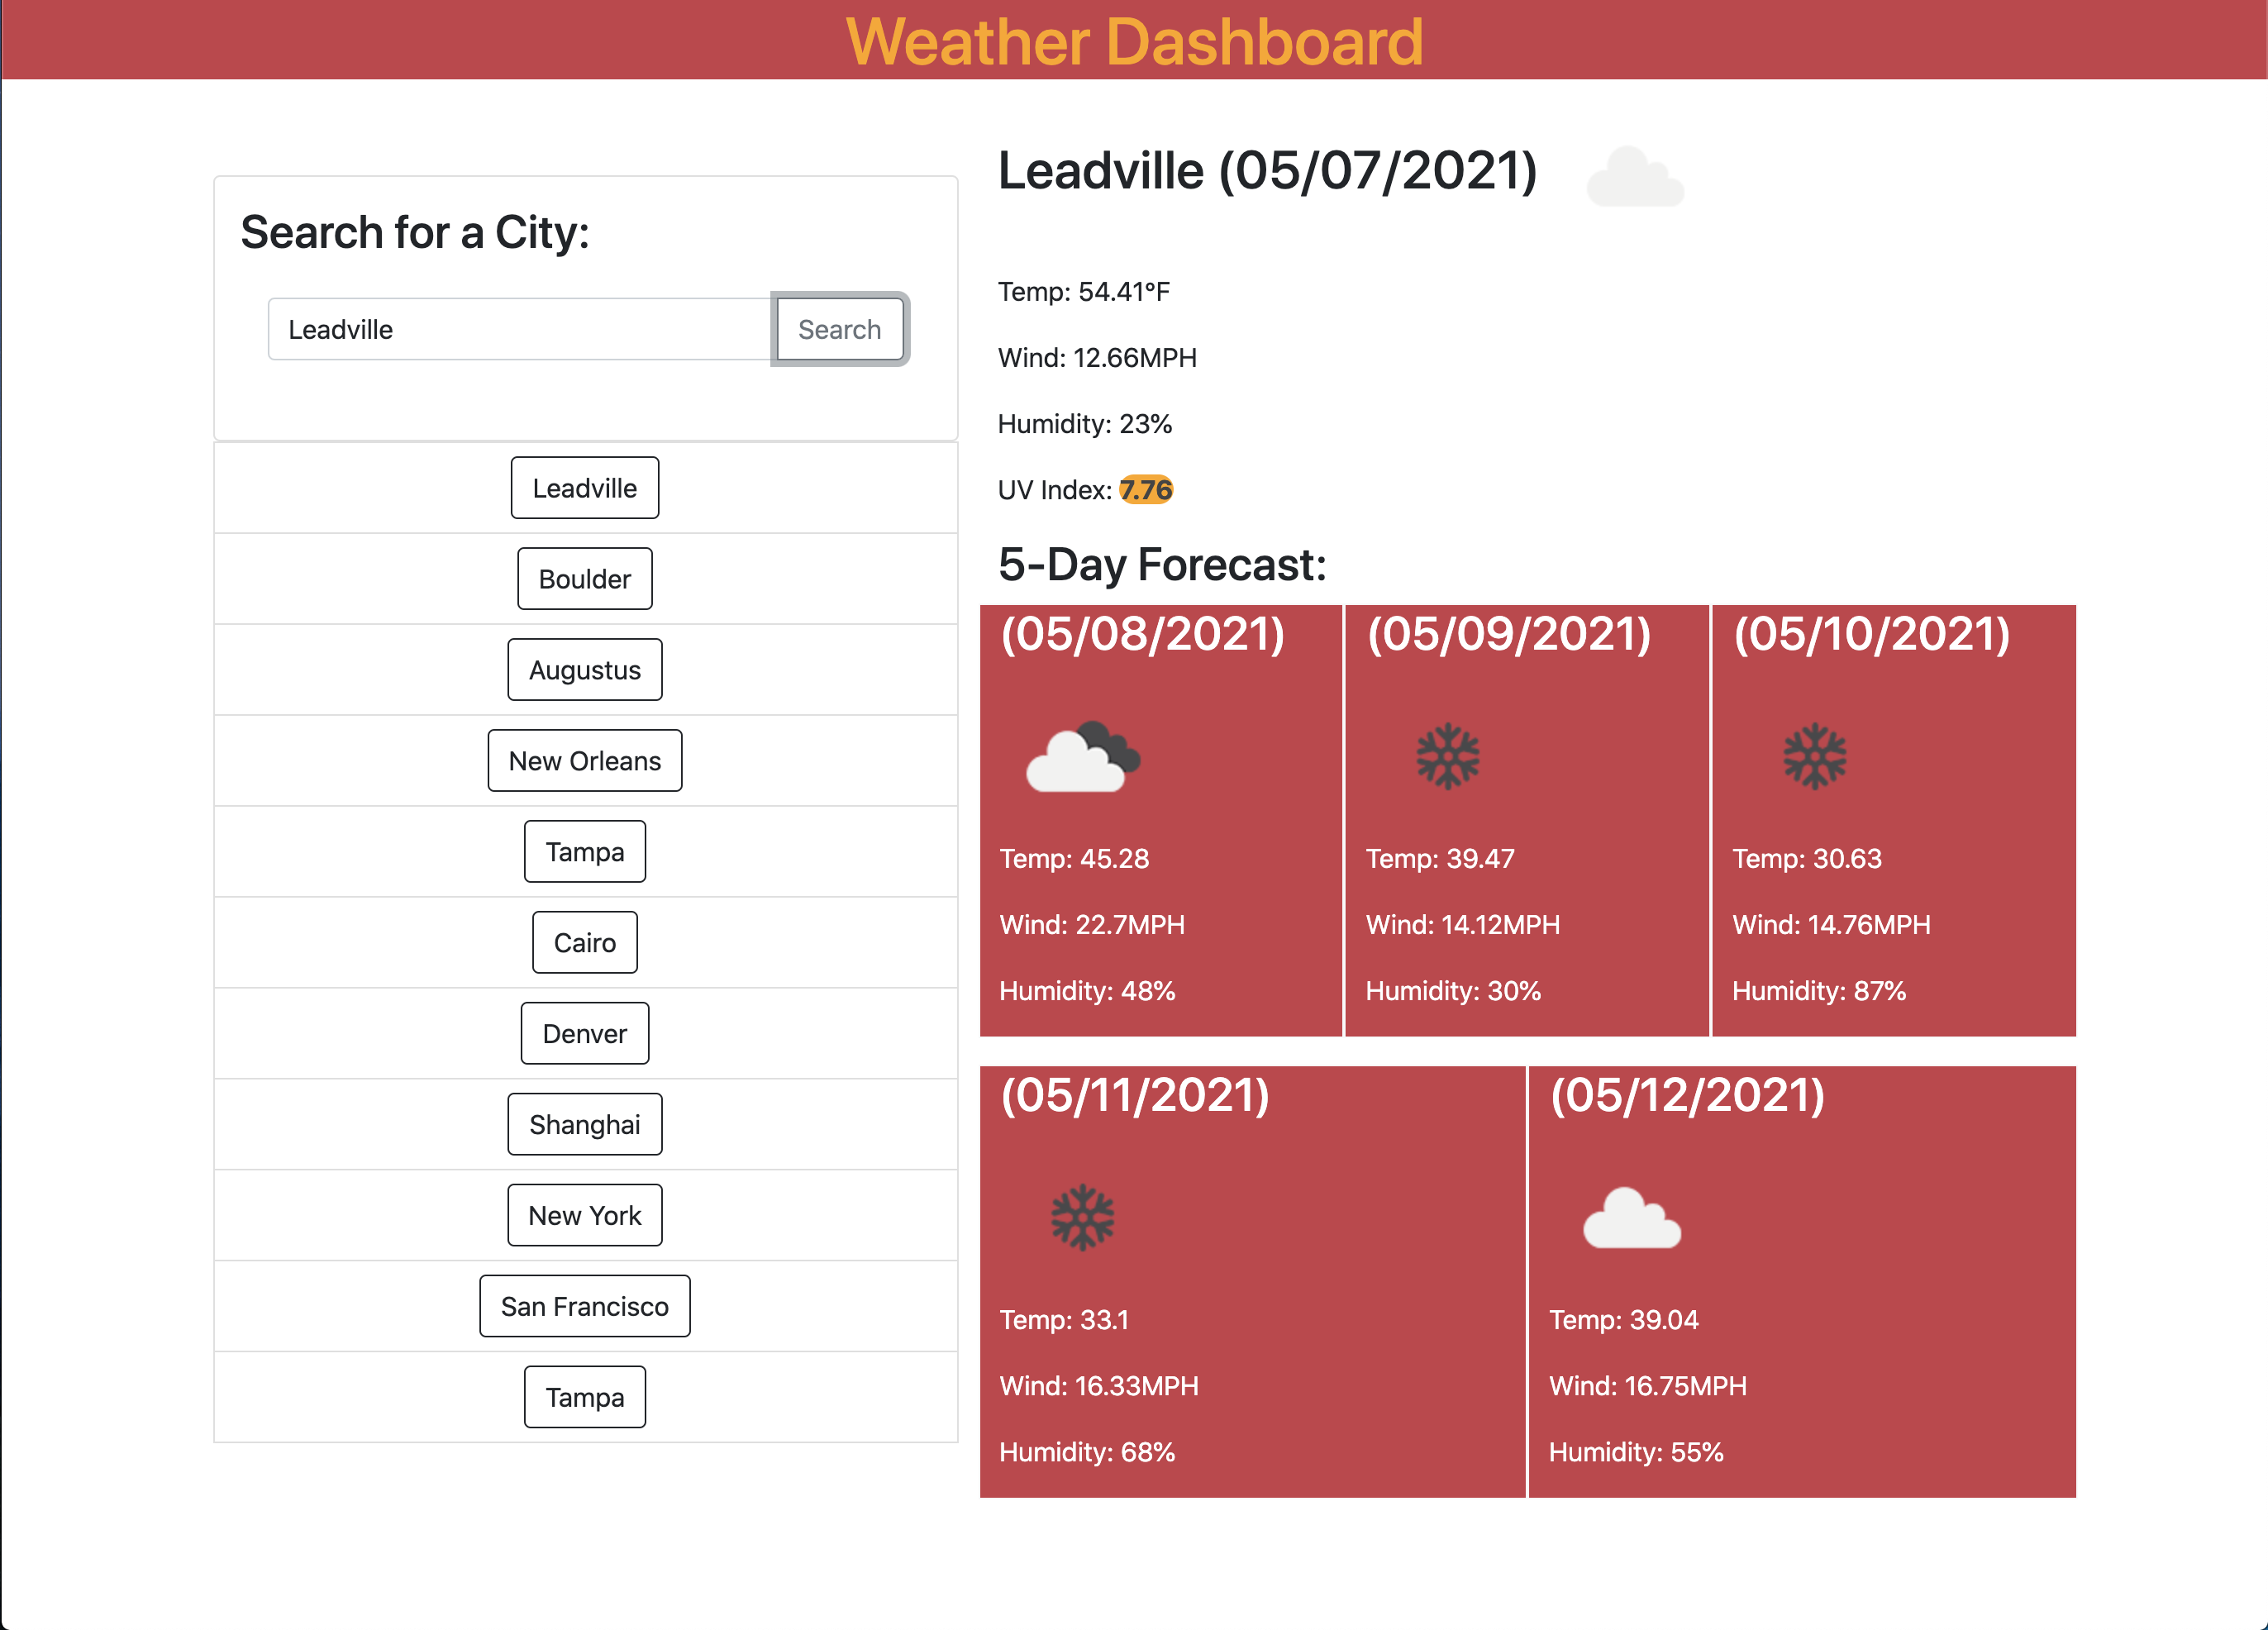 Weather Dashboard
Search for a City:
Leadville
Search
Leadville
Boulder
Augustus
New Orleans
Tampa
Cairo
Denver
Shanghai
New York
San Francisco
Tampa
Leadville (05/07/2021)
Temp: 54.41°F
Wind: 12.66MPH
Humidity: 23%
UV Index: 7.76
5-Day Forecast:
(05/08/2021)
Temp: 45.28
Wind: 22.7MPH
Humidity: 48%
(05/09/2021)
Temp: 39.47
Wind: 14.12MPH
Humidity: 30%
(05/10/2021)
Temp: 30.63
Wind: 14.76MPH
Humidity: 87%
(05/11/2021)
Temp: 33.1
Wind: 16.33MPH
Humidity: 68%
(05/12/2021)
Temp: 39.04
Wind: 16.75MPH
Humidity: 55%